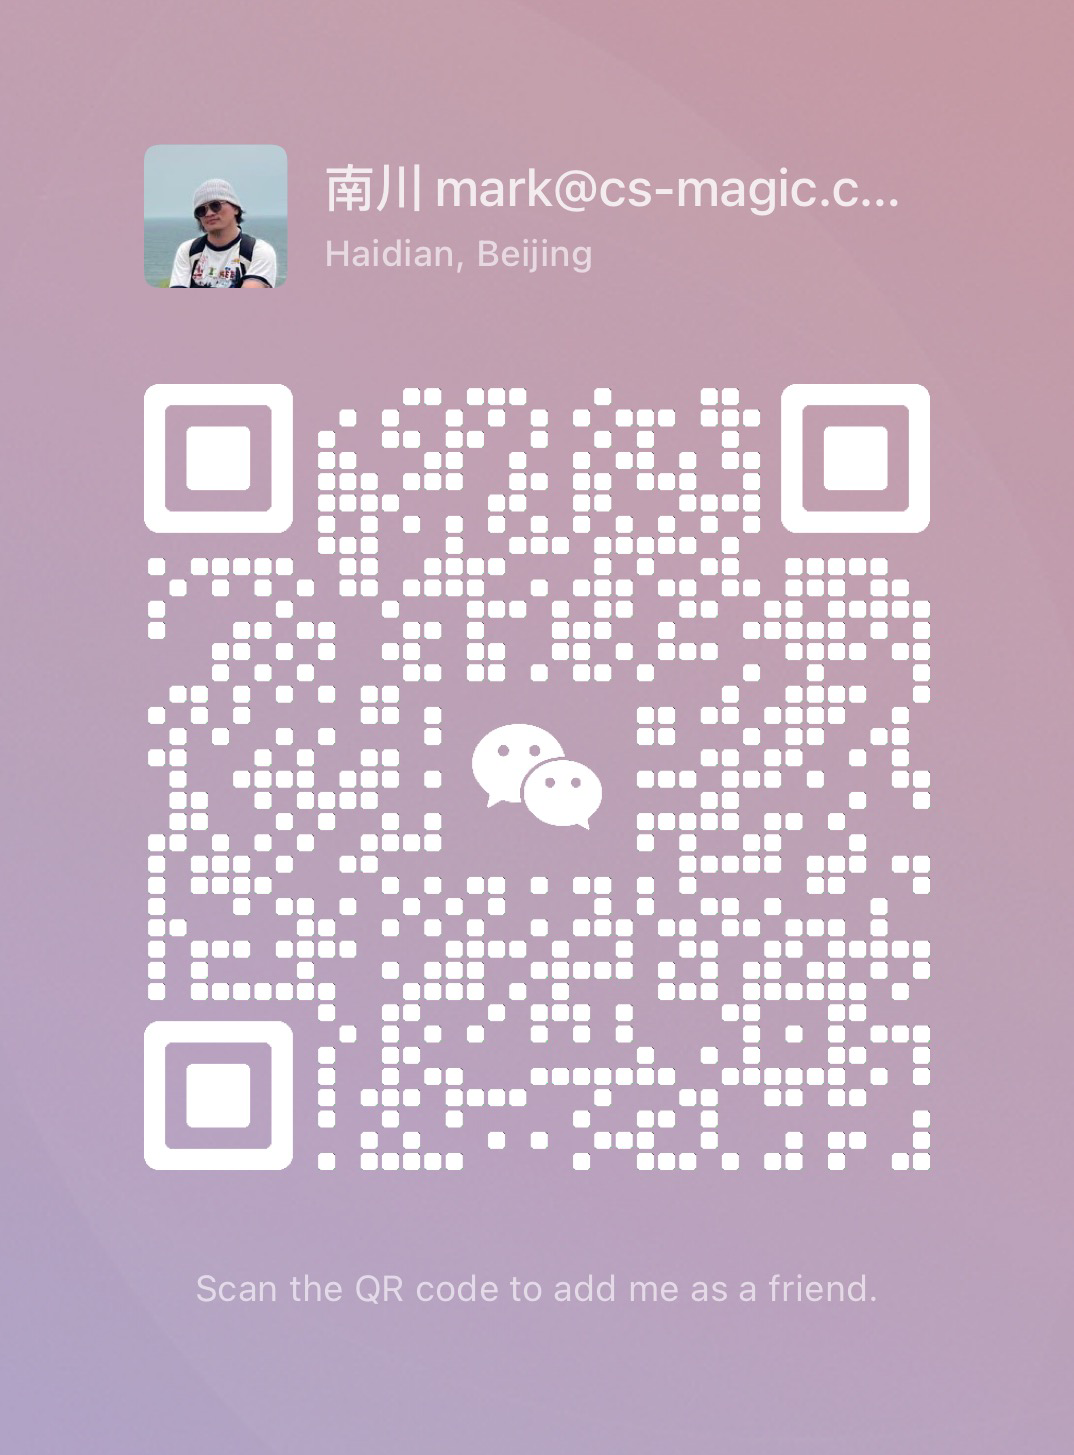 南川 mark@cs-magic.c...
Haidian, Beijing
Scan the QR code to add me as a friend.